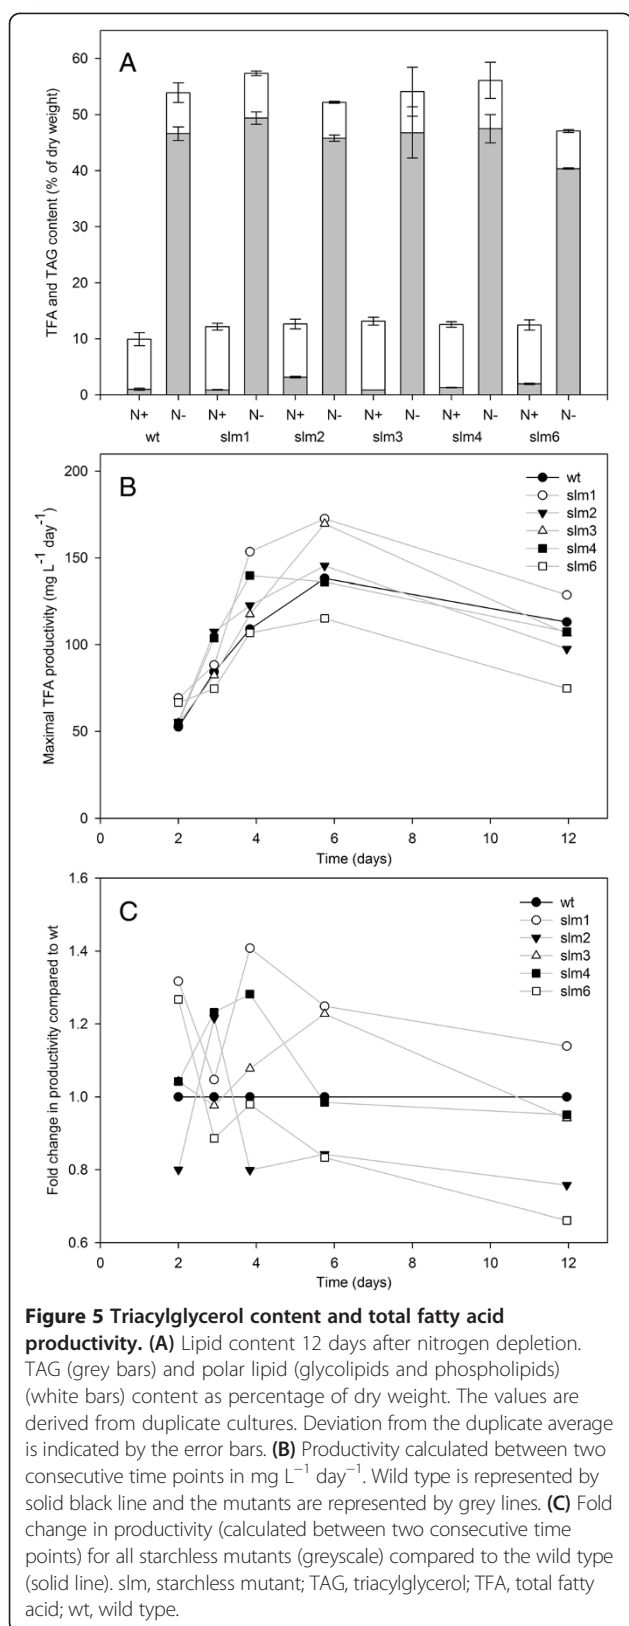 A
TFA and TAG content (% of dry weight)
60
50
40
30
20
10
0
N+ N- N+ N- N+ N- N+ N- N+ N- N+ N-
wt slm1 slm2 slm3 slm4 slm6
B
Maximal TFA productivity (mg L⁻¹ day⁻¹)
200
150
100
50
0
wt
slm1
slm2
slm3
slm4
slm6
0 2 4 6 8 10 12
Time (days)
C
Fold change in productivity compared to wt
1.6
1.4
1.2
1.0
0.8
0.6
wt
slm1
slm2
slm3
slm4
slm6
0 2 4 6 8 10 12
Time (days)
Figure 5 Triacylglycerol content and total fatty acid
productivity. (A) Lipid content 12 days after nitrogen depletion.
TAG (grey bars) and polar lipid (glycolipids and phospholipids)
(white bars) content as percentage of dry weight. The values are
derived from duplicate cultures. Deviation from the duplicate average
is indicated by the error bars. (B) Productivity calculated between two
consecutive time points in mg L⁻¹ day⁻¹. Wild type is represented by
solid black line and the mutants are represented by grey lines. (C) Fold
change in productivity (calculated between two consecutive time
points) for all starchless mutants (greyscale) compared to the wild type
(solid line). slm, starchless mutant; TAG, triacylglycerol; TFA, total fatty
acid; wt, wild type.